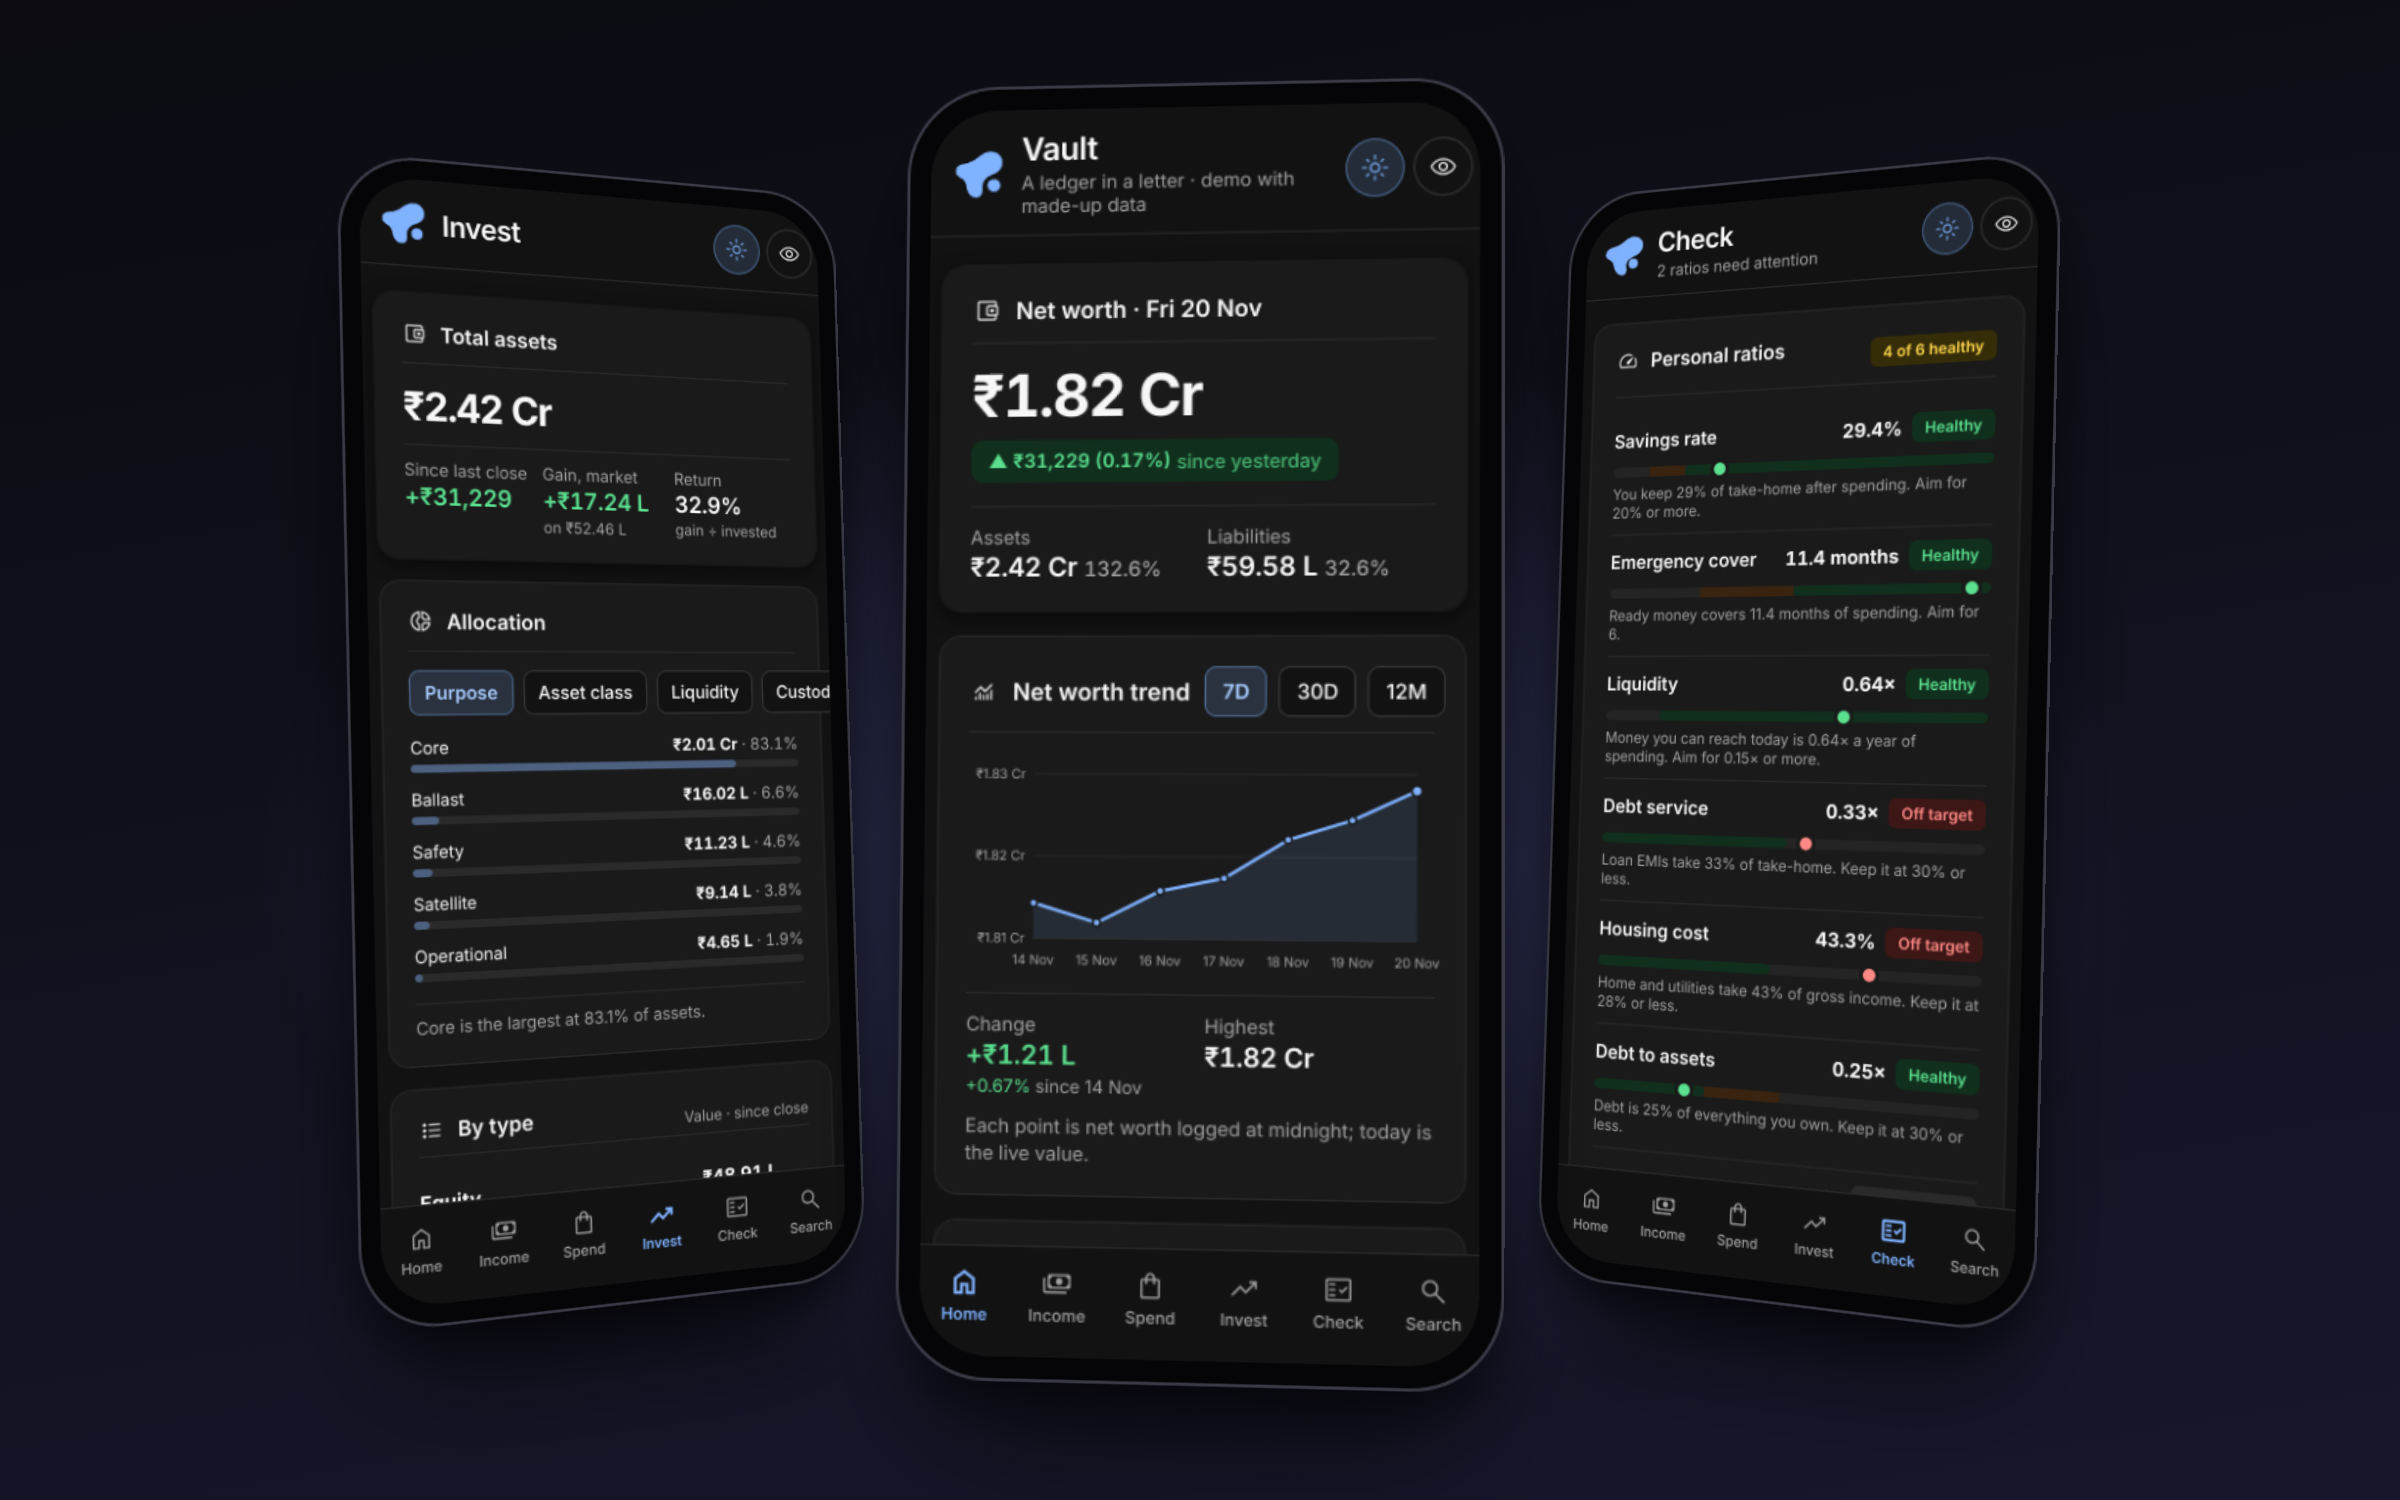 Invest
Total assets
₹2.42 Cr
Since last close
+₹31,229
Gain, market
+₹17.24 L
on ₹52.46 L
Return
32.9%
gain ÷ invested
Allocation
Purpose
Asset class
Liquidity
Custod
Core
₹2.01 Cr · 83.1%
Ballast
₹16.02 L · 6.6%
Safety
₹11.23 L · 4.6%
Satellite
₹9.14 L · 3.8%
Operational
₹4.65 L · 1.9%
Core is the largest at 83.1% of assets.
By type
Value · since close
Equity
₹48.91 L
Home
Income
Spend
Invest
Check
Search
Vault
A ledger in a letter · demo with
made-up data
Net worth · Fri 20 Nov
₹1.82 Cr
▲ ₹31,229 (0.17%) since yesterday
Assets
₹2.42 Cr 132.6%
Liabilities
₹59.58 L 32.6%
Net worth trend
7D
30D
12M
₹1.83 Cr
₹1.82 Cr
₹1.81 Cr
14 Nov
15 Nov
16 Nov
17 Nov
18 Nov
19 Nov
20 Nov
Change
+₹1.21 L
+0.67% since 14 Nov
Highest
₹1.82 Cr
Each point is net worth logged at midnight; today is
the live value.
Home
Income
Spend
Invest
Check
Search
Check
2 ratios need attention
Personal ratios
4 of 6 healthy
Savings rate
29.4%
Healthy
You keep 29% of take-home after spending. Aim for
20% or more.
Emergency cover
11.4 months
Healthy
Ready money covers 11.4 months of spending. Aim for
6.
Liquidity
0.64×
Healthy
Money you can reach today is 0.64× a year of
spending. Aim for 0.15× or more.
Debt service
0.33×
Off target
Loan EMIs take 33% of take-home. Keep it at 30% or
less.
Housing cost
43.3%
Off target
Home and utilities take 43% of gross income. Keep it at
28% or less.
Debt to assets
0.25×
Healthy
Debt is 25% of everything you own. Keep it at 30% or
less.
Home
Income
Spend
Invest
Check
Search